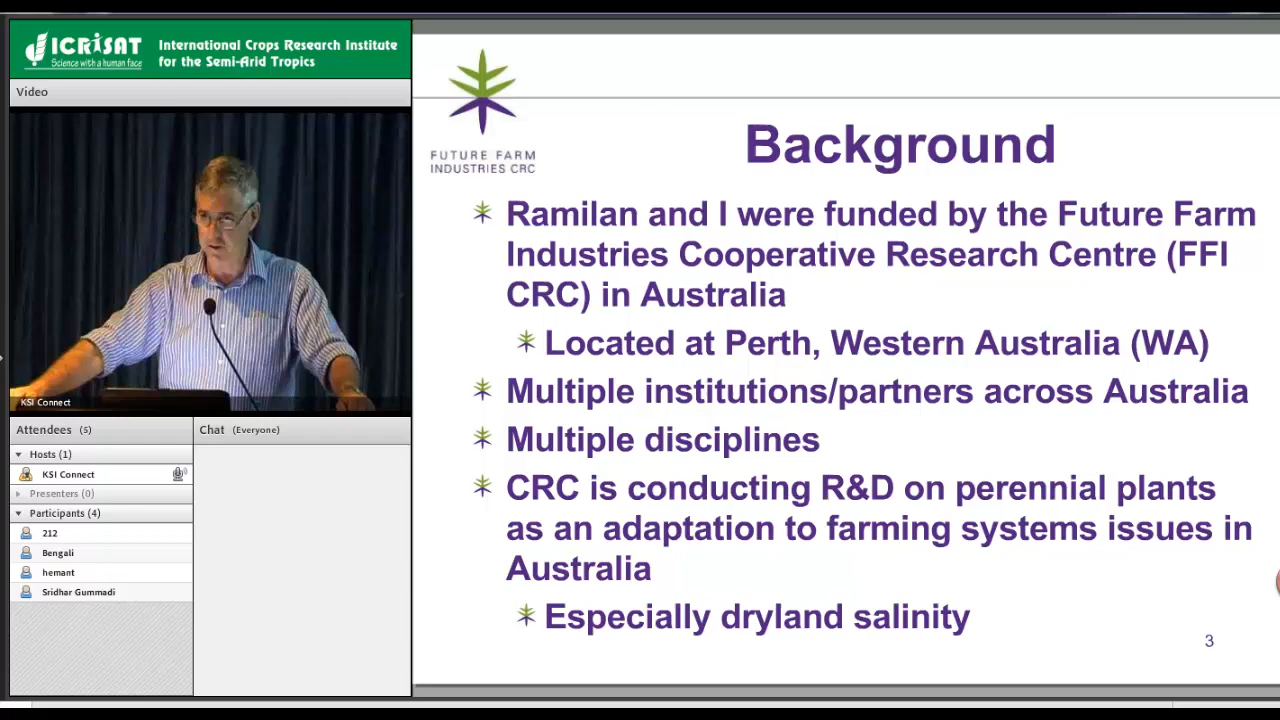 ICRISAT
Science with a human face
International Crops Research Institute
for the Semi-Arid Tropics
Video
KSI Connect
Attendees (5)
Hosts (1)
KSI Connect
Presenters (0)
Participants (4)
212
Bengali
hemant
Sridhar Gummadi
Chat (Everyone)
FUTURE FARM
INDUSTRIES CRC
Background
Ramilan and I were funded by the Future Farm
Industries Cooperative Research Centre (FFI
CRC) in Australia
Located at Perth, Western Australia (WA)
Multiple institutions/partners across Australia
Multiple disciplines
CRC is conducting R&D on perennial plants
as an adaptation to farming systems issues in
Australia
Especially dryland salinity
3